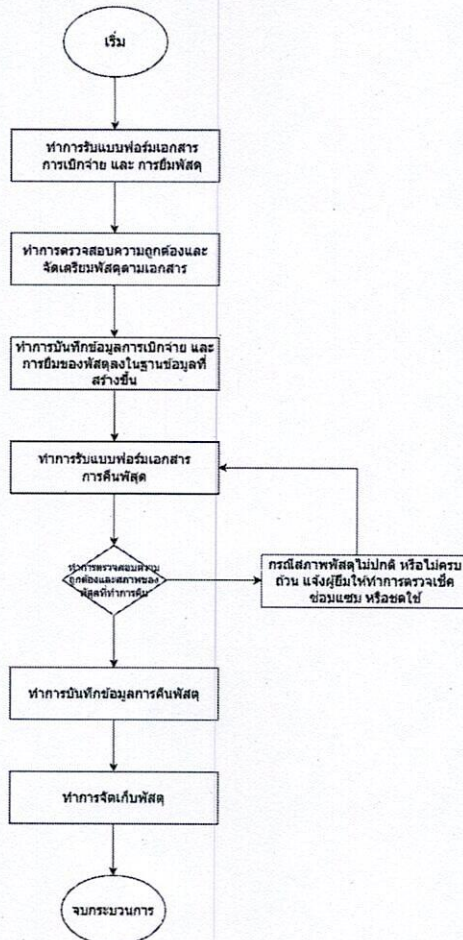 เริ่ม
ทำการรับแบบฟอร์มเอกสาร
การเบิกจ่าย และ การยืมพัสดุ
ทำการตรวจสอบความถูกต้องและ
จัดเตรียมพัสดุตามเอกสาร
ทำการบันทึกข้อมูลการเบิกจ่าย และ
การยืมของพัสดุลงในฐานข้อมูลที่
สร้างขึ้น
ทำการรับแบบฟอร์มเอกสาร
การคืนพัสดุ
ทำการตรวจสอบความ
ถูกต้องและสภาพของ
พัสดุที่ทำการคืน
กรณีสภาพพัสดุไม่ปกติ หรือไม่ครบ
ถ้วน แจ้งผู้ยืมให้ทำการตรวจเช็ค
ซ่อมแซม หรือชดใช้
ทำการบันทึกข้อมูลการคืนพัสดุ
ทำการจัดเก็บพัสดุ
จบกระบวนการ